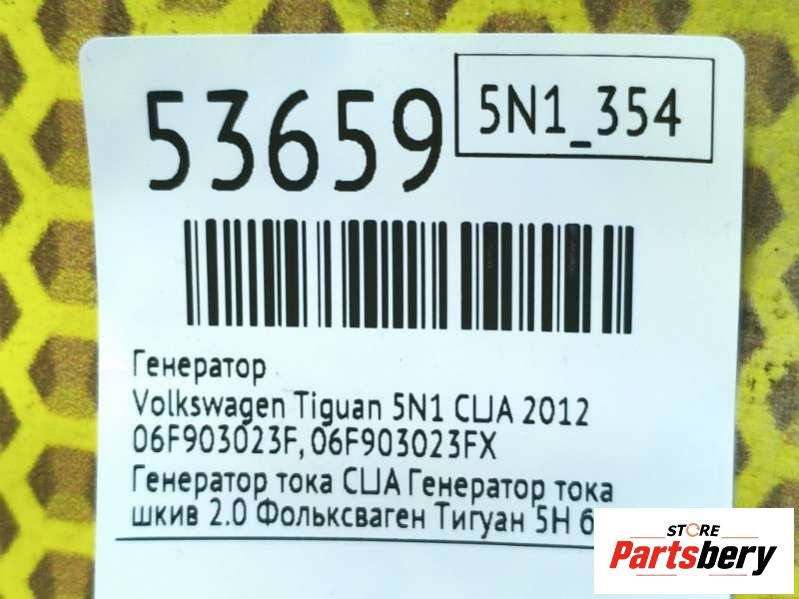 53659
5N1_354
Генератор
Volkswagen Tiguan 5N1 США 2012
06F903023F, 06F903023FX
Генератор тока США Генератор тока
шкив 2.0 Фольксваген Тигуан 5Н
STORE
Partsbery